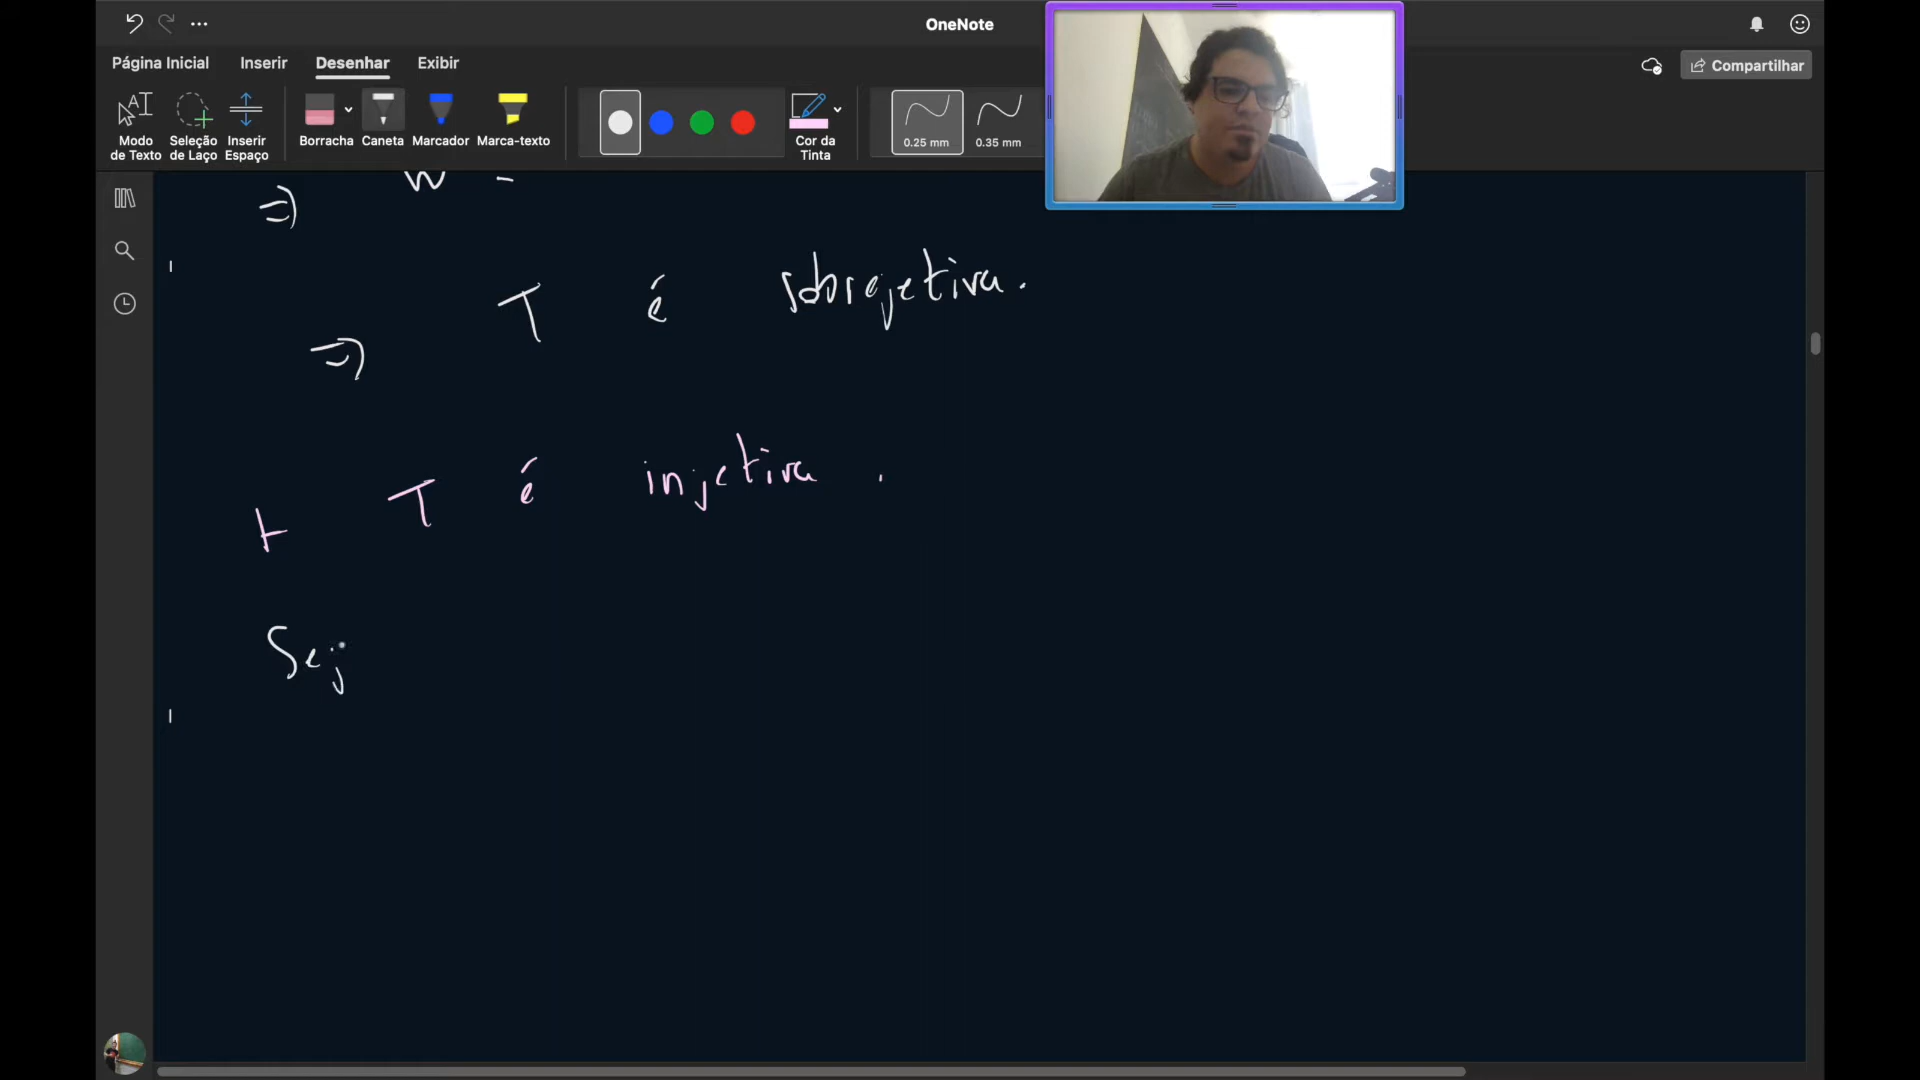 OneNote
Página Inicial Inserir Desenhar Exibir
Compartilhar
Modo de Texto
Seleção de Laço
Inserir Espaço
Borracha
Caneta
Marcador
Marca-texto
Cor da Tinta
0.25 mm
0.35 mm
⇒ W =
⇒ T é sobrejetiva.
⊢ T é injetiva .
Sej